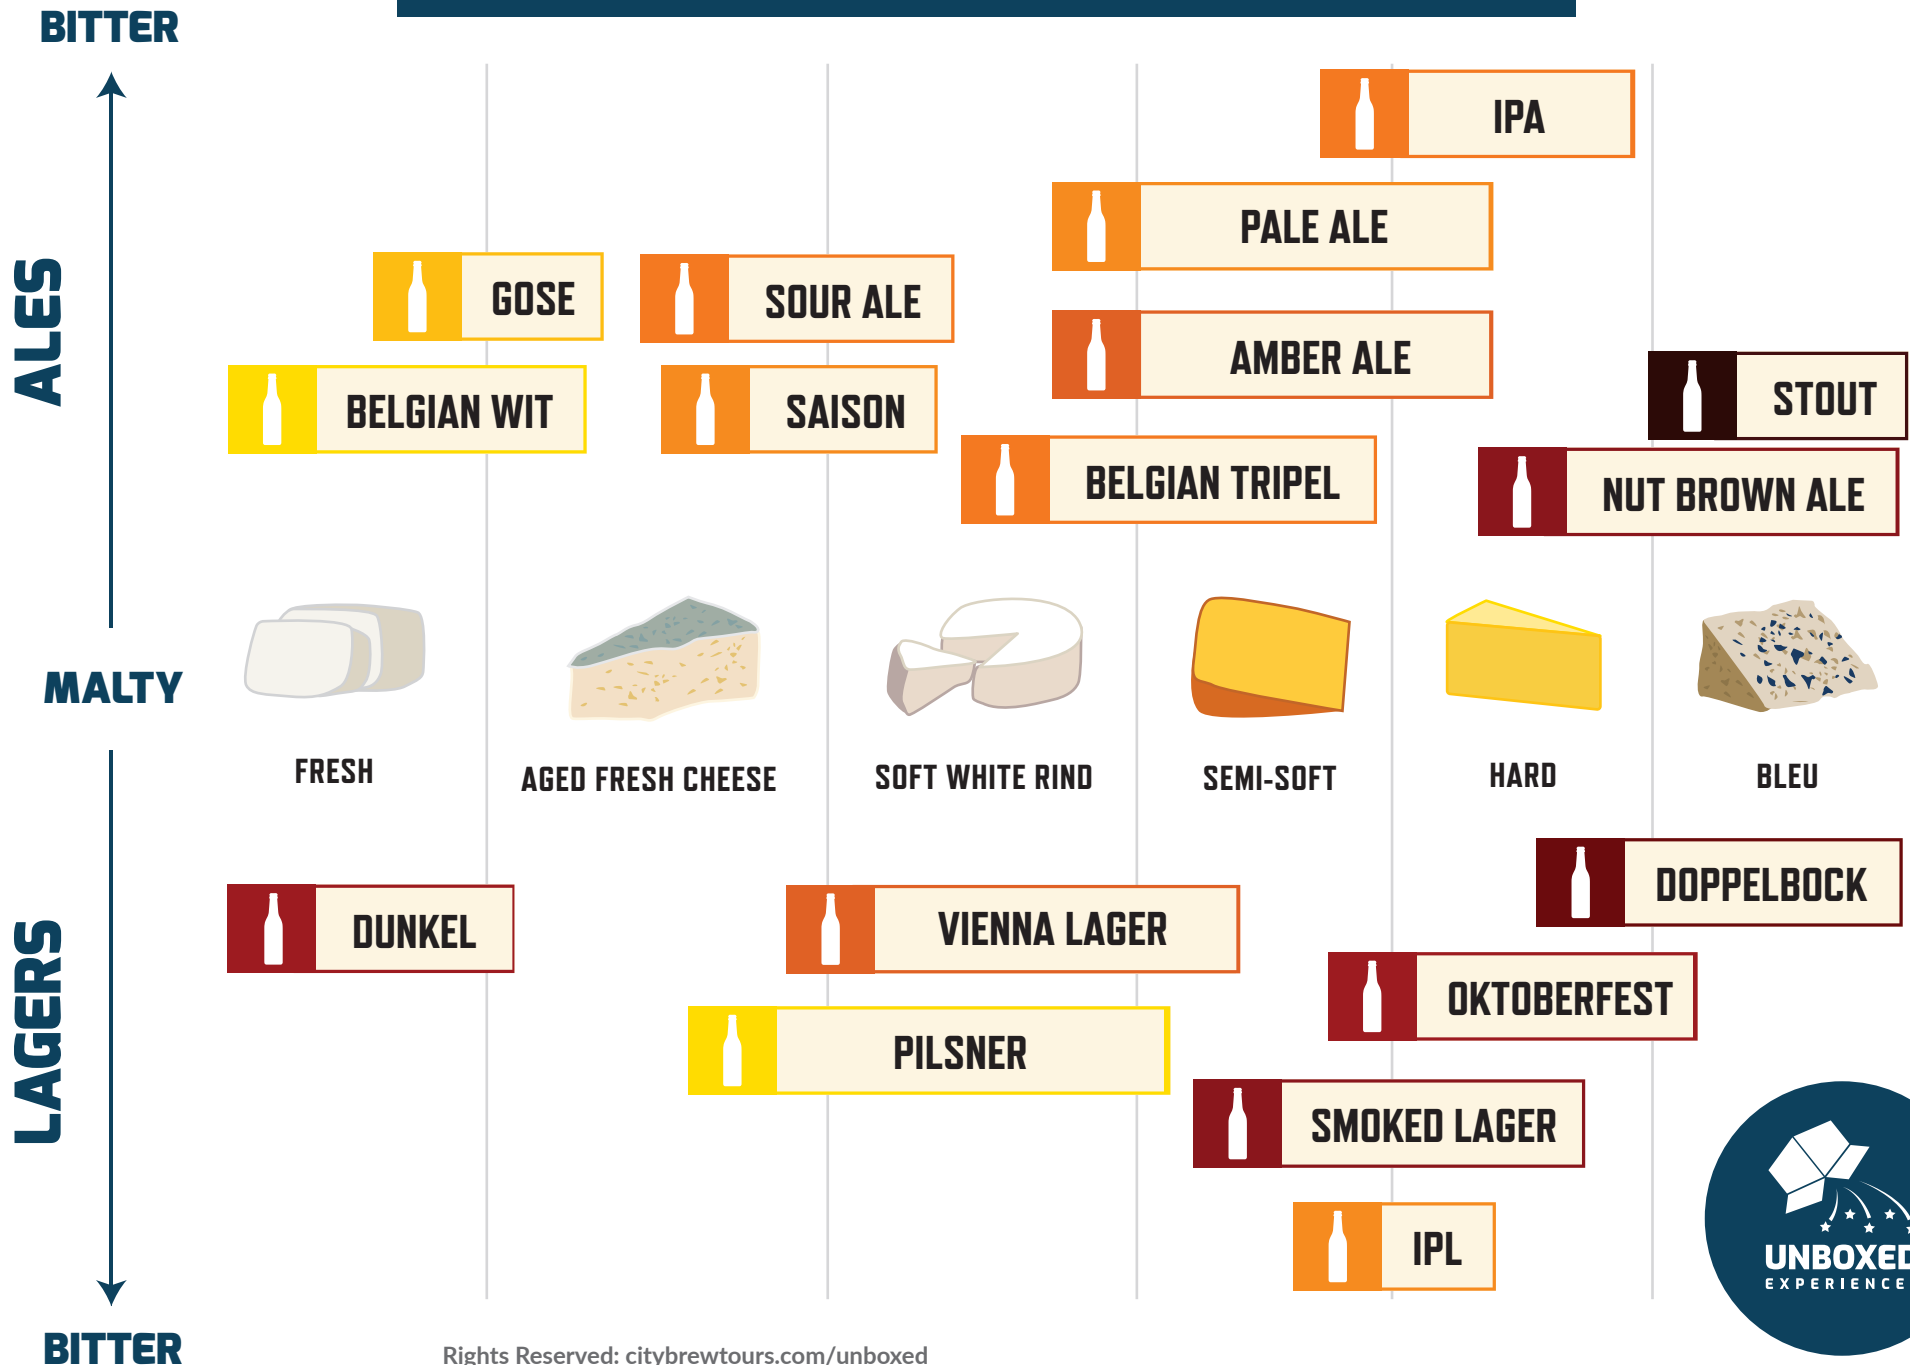 BITTER
IPA
PALE ALE
GOSE
SOUR ALE
AMBER ALE
BELGIAN WIT
SAISON
STOUT
BELGIAN TRIPEL
NUT BROWN ALE
ALES
MALTY
FRESH
AGED FRESH CHEESE
SOFT WHITE RIND
SEMI-SOFT
HARD
BLEU
LAGERS
DOPPELBOCK
DUNKEL
VIENNA LAGER
OKTOBERFEST
PILSNER
SMOKED LAGER
IPL
UNBOXED
EXPERIENCE
BITTER
Rights Reserved: citybrewtours.com/unboxed